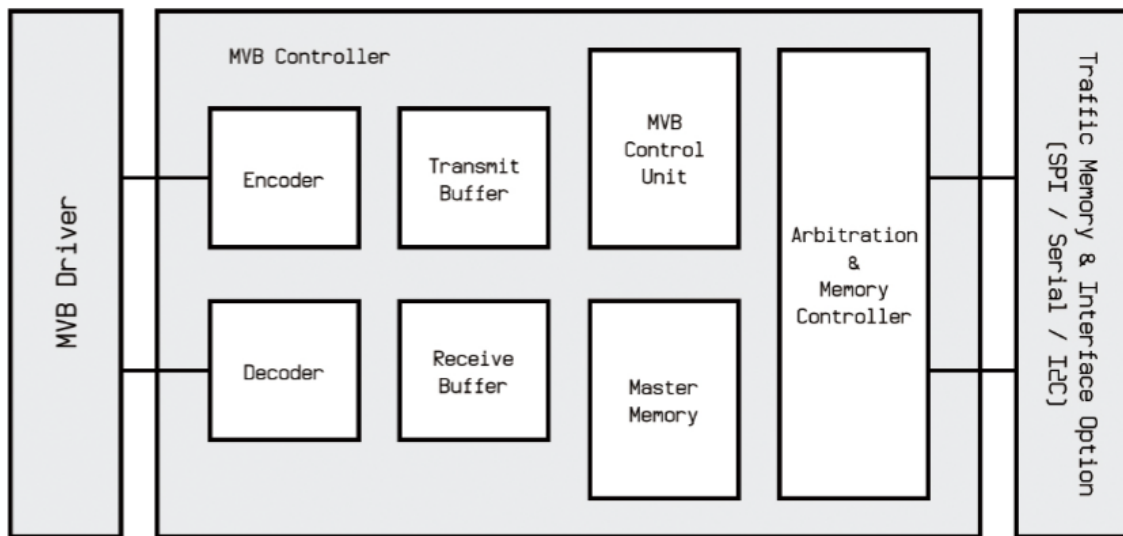 MVB Driver
MVB Controller
Encoder
Transmit
Buffer
MVB
Control
Unit
Decoder
Receive
Buffer
Master
Memory
Arbitration
&
Memory
Controller
Traffic Memory & Interface Option
(SPI / Serial / I2C)